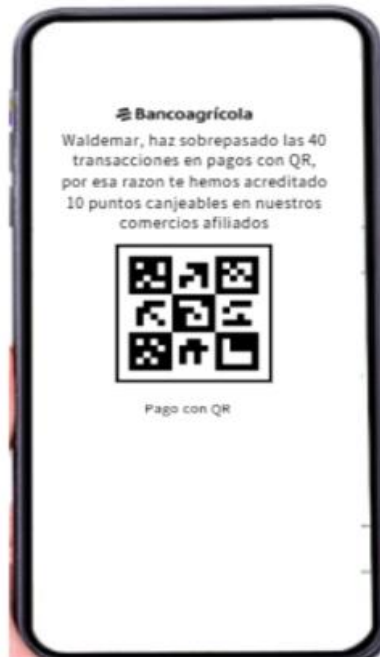 Bancoagrícola
Waldemar, haz sobrepasado las 40
transacciones en pagos con QR,
por esa razon te hemos acreditado
10 puntos canjeables en nuestros
comercios afiliados
Pago con QR